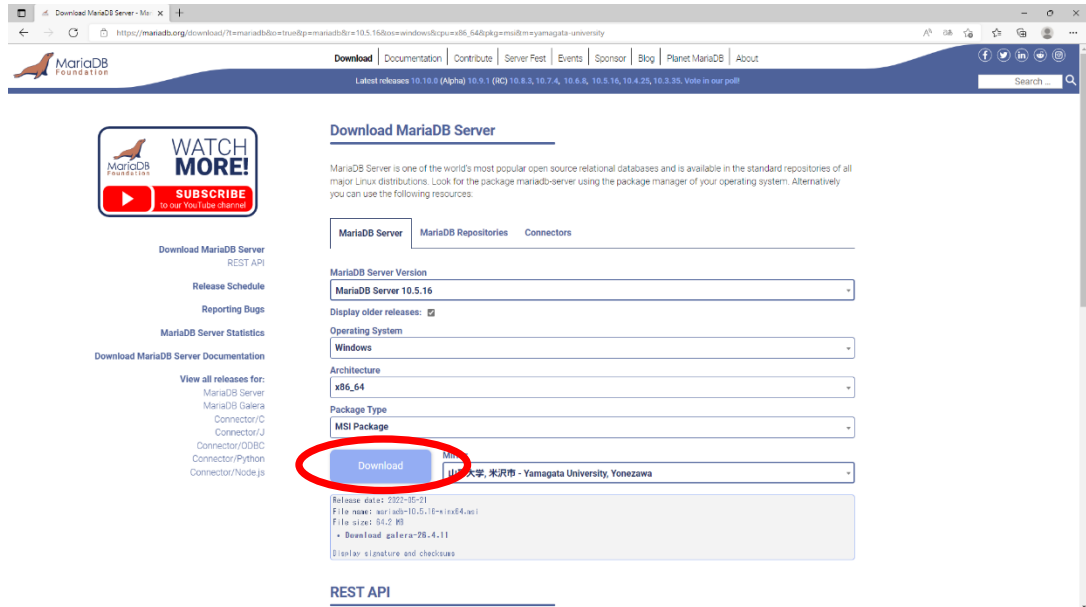 Download MariaDB Server - Mar
https://mariadb.org/download/?t=mariadb&o=true&p=mariadb&r=10.5.16&os=windows&cpu=x86_64&pkg=msi&m=yamagata-university
MariaDB
Foundation
Download | Documentation | Contribute | Server Fest | Events | Sponsor | Blog | Planet MariaDB | About
Latest releases 10.10.0 (Alpha) 10.9.1 (RC) 10.8.3, 10.7.4, 10.6.8, 10.5.16, 10.4.25, 10.3.35. Vote in our poll!
Search ...
MariaDB
Foundation
WATCH
MORE!
SUBSCRIBE
to our YouTube channel
Download MariaDB Server
REST API
Release Schedule
Reporting Bugs
MariaDB Server Statistics
Download MariaDB Server Documentation
View all releases for:
MariaDB Server
MariaDB Galera
Connector/C
Connector/J
Connector/ODBC
Connector/Python
Connector/Node.js
Download MariaDB Server
MariaDB Server is one of the world's most popular open source relational databases and is available in the standard repositories of all
major Linux distributions. Look for the package mariadb-server using the package manager of your operating system. Alternatively
you can use the following resources:
MariaDB Server
MariaDB Repositories
Connectors
MariaDB Server Version
MariaDB Server 10.5.16
Display older releases:
Operating System
Windows
Architecture
x86_64
Package Type
MSI Package
Download
大学, 米沢市 - Yamagata University, Yonezawa
Release date: 2022-05-21
File name: mariadb-10.5.16-winx64.msi
File size: 64.2 MB
• Download galera-26.4.11
Display signature and checksums
REST API